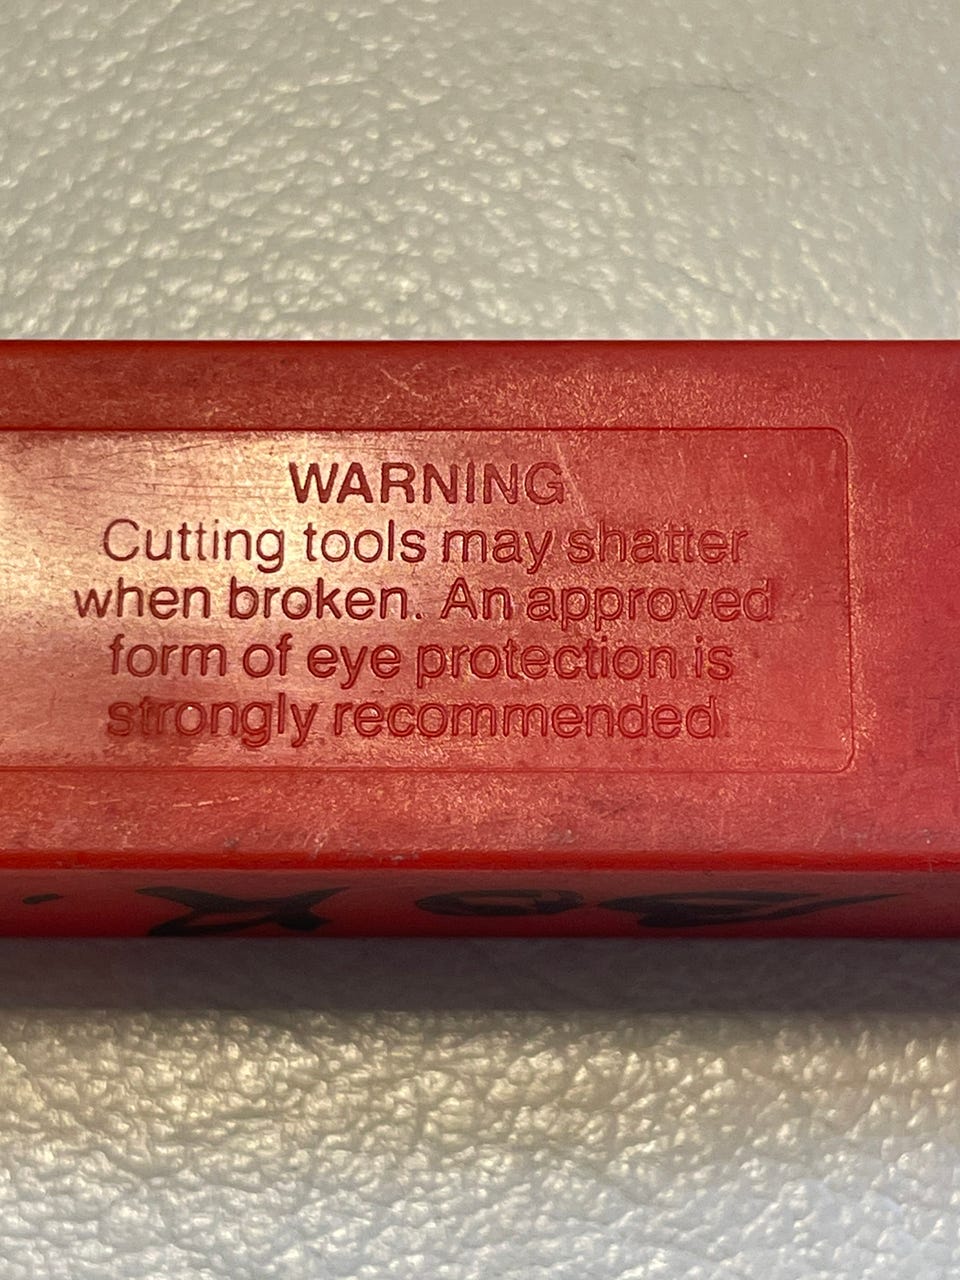 WARNING
Cutting tools may shatter
when broken. An approved
form of eye protection is
strongly recommended.